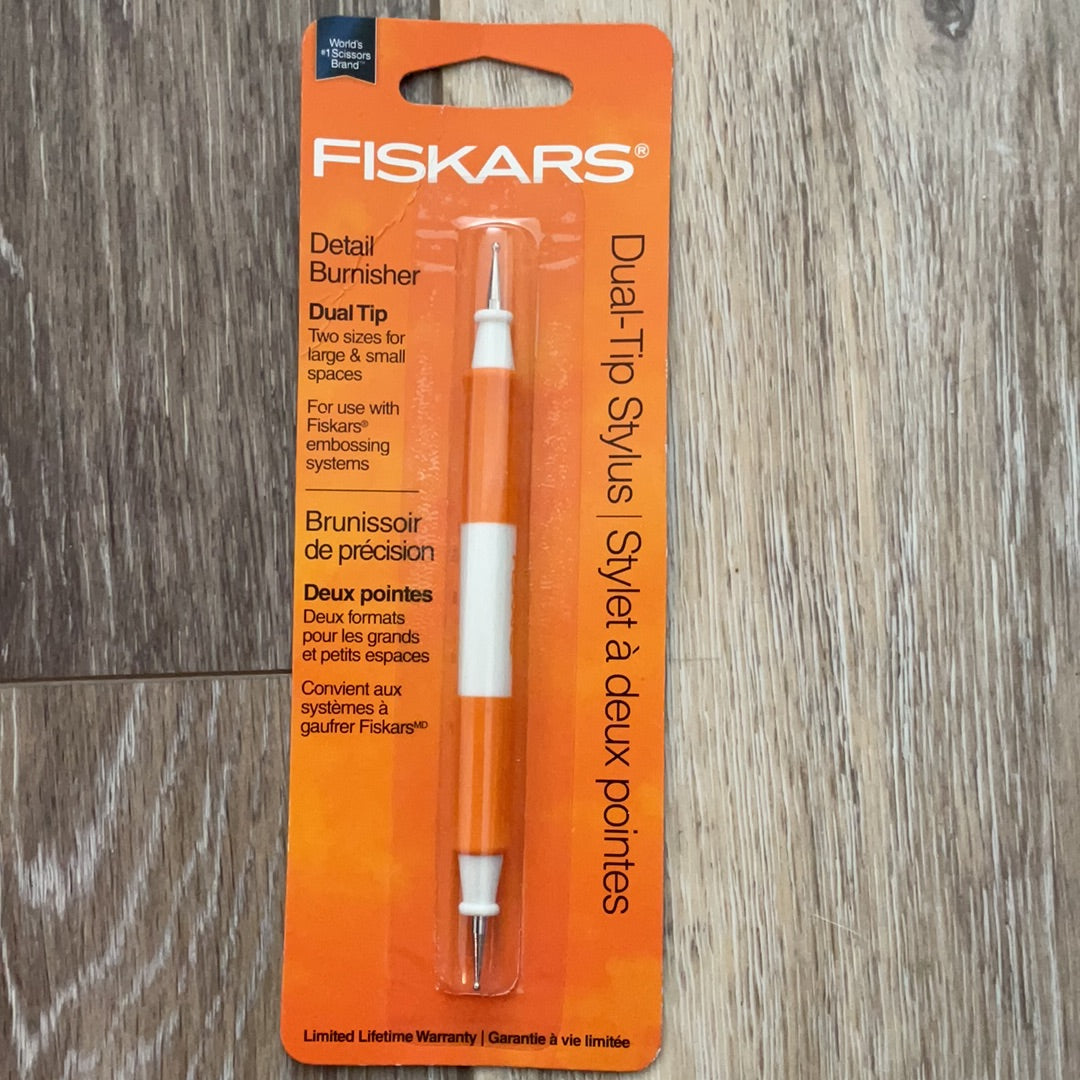 World's
#1 Scissors
Brand™
FISKARS®
Detail
Burnisher
Dual Tip
Two sizes for
large & small
spaces
For use with
Fiskars®
embossing
systems
Brunissoir
de précision
Deux pointes
Deux formats
pour les grands
et petits espaces
Convient aux
systèmes à
gaufrer FiskarsMD
Dual-Tip Stylus | Stylet à deux pointes
Limited Lifetime Warranty | Garantie à vie limitée